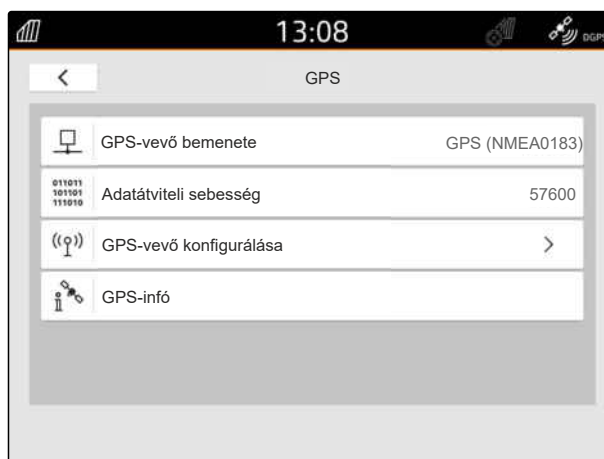 13:08
DGPS
GPS
GPS-vevő bemenete GPS (NMEA0183)
011011
101101
111010
Adatátviteli sebesség 57600
GPS-vevő konfigurálása
GPS-infó